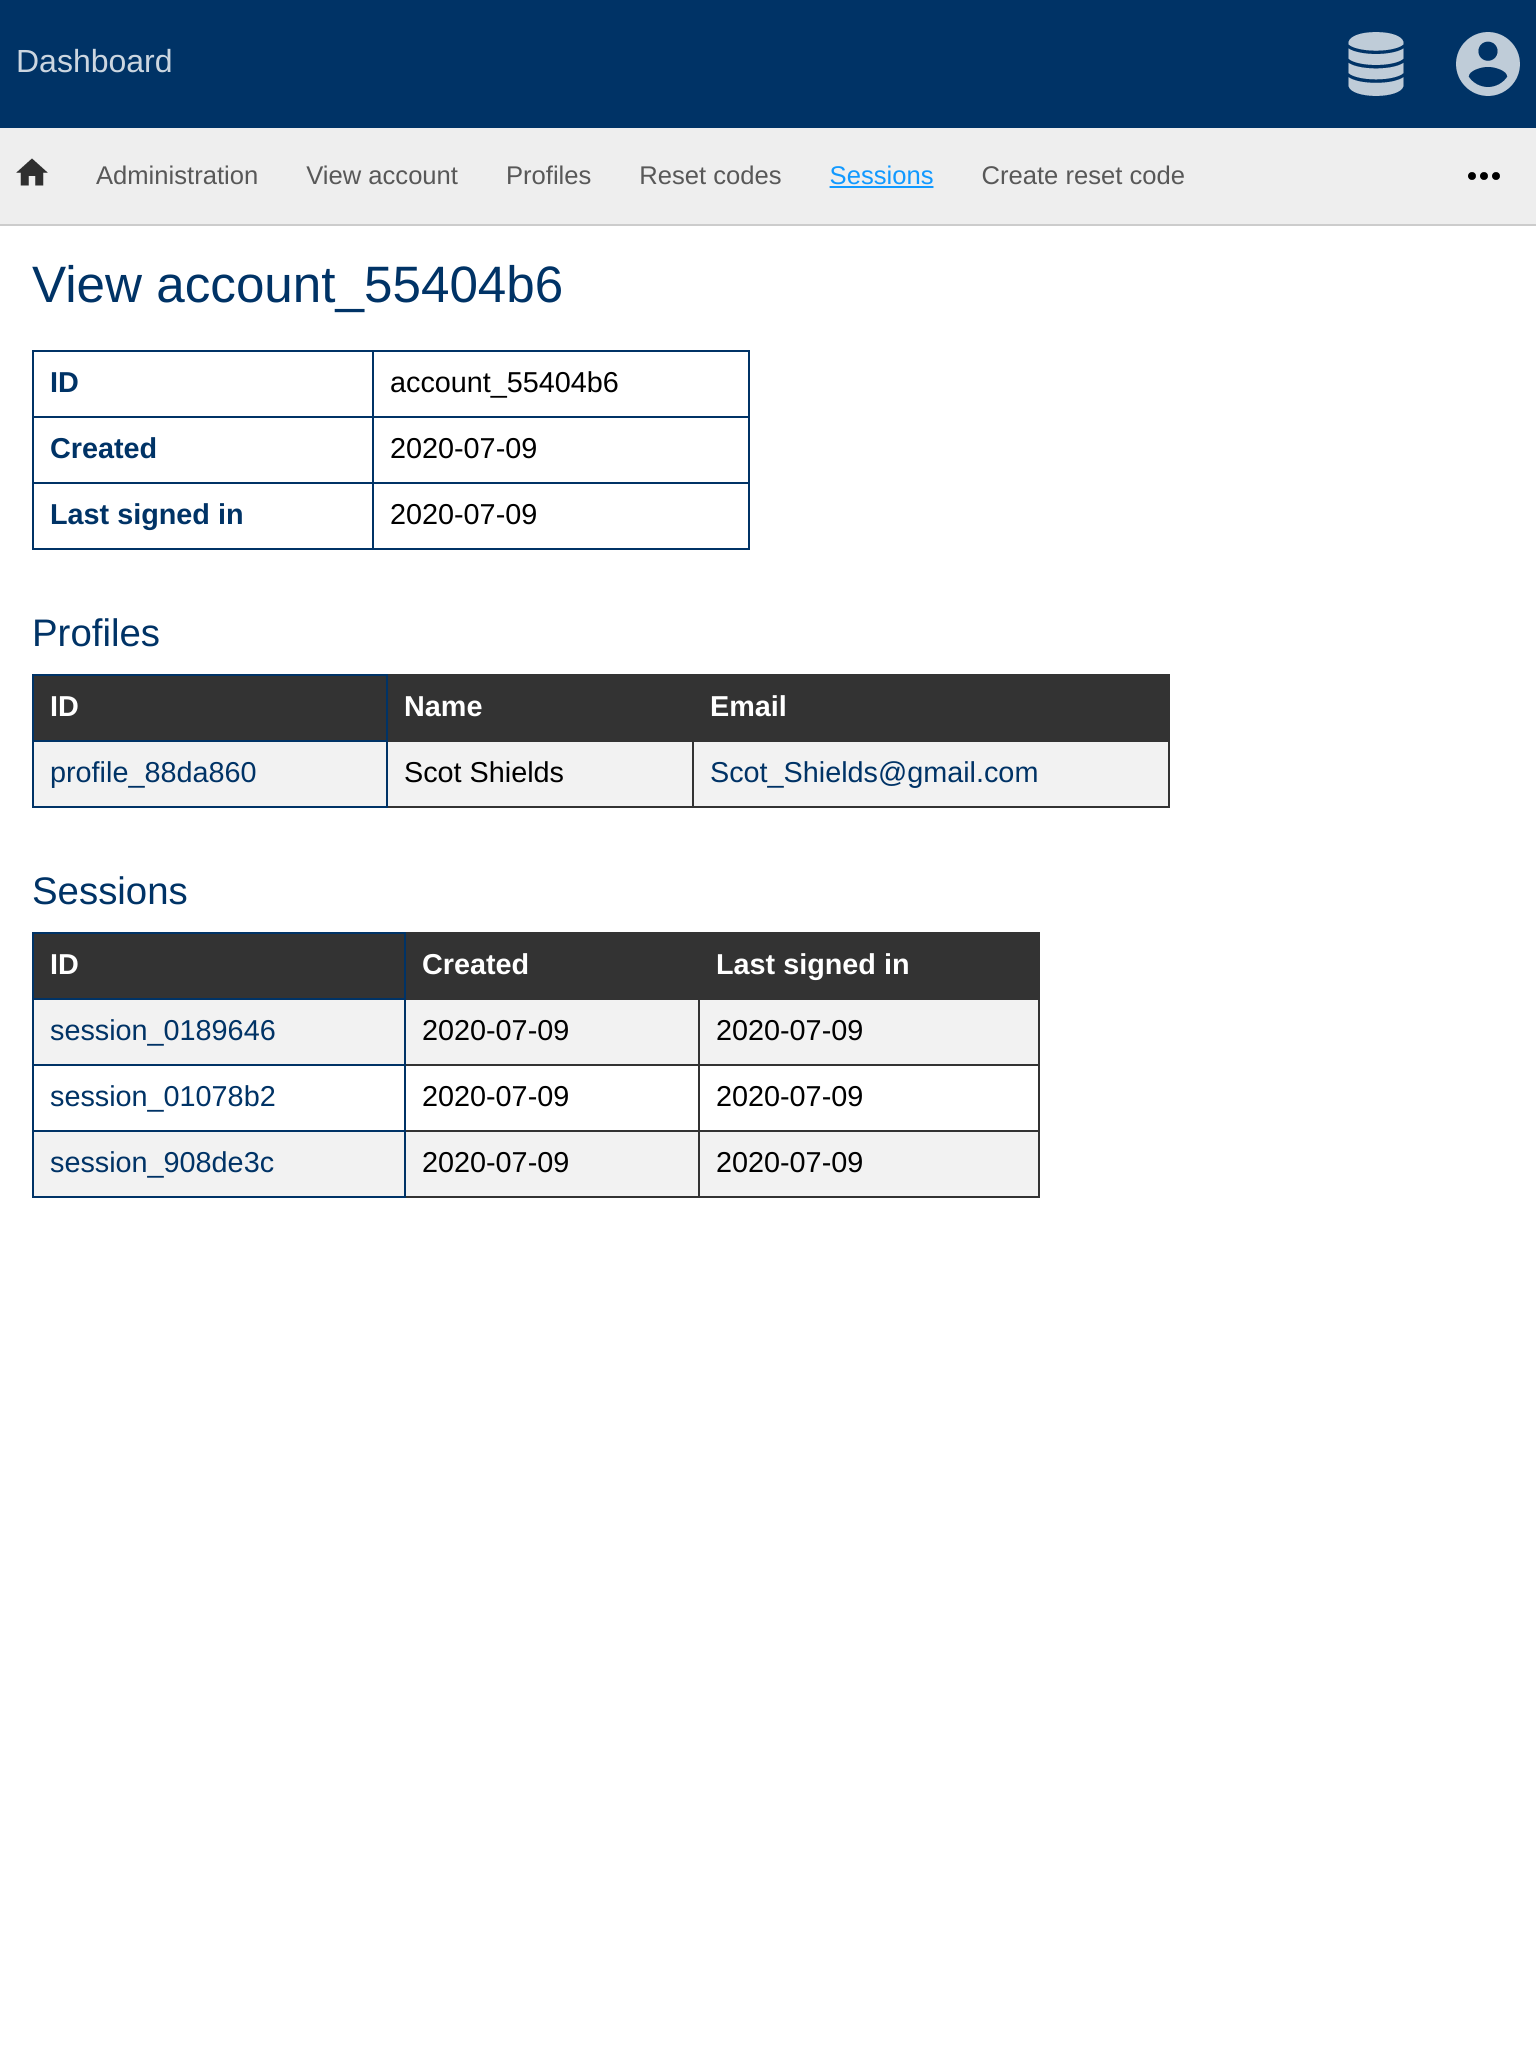 Dashboard
Administration View account Profiles Reset codes Sessions Create reset code
View account_55404b6
ID account_55404b6
Created 2020-07-09
Last signed in 2020-07-09
Profiles
ID Name Email
profile_88da860 Scot Shields Scot_Shields@gmail.com
Sessions
ID Created Last signed in
session_0189646 2020-07-09 2020-07-09
session_01078b2 2020-07-09 2020-07-09
session_908de3c 2020-07-09 2020-07-09